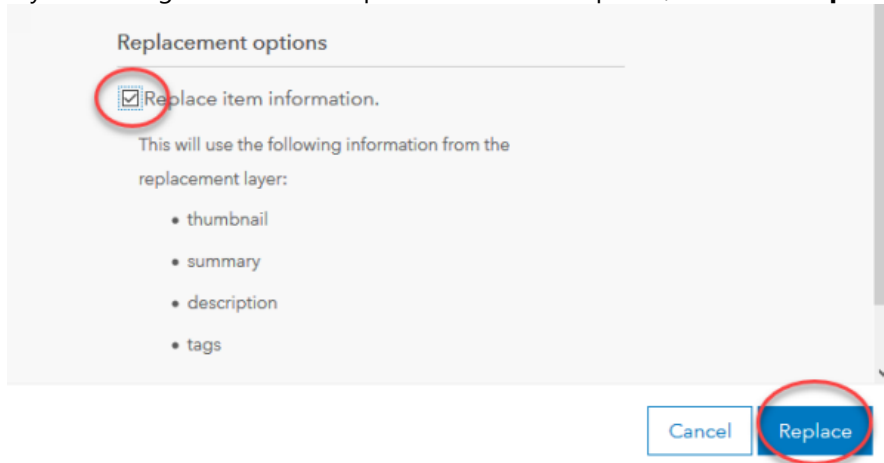 Replacement options
Replace item information.
This will use the following information from the
replacement layer:
• thumbnail
• summary
• description
• tags
Cancel Replace